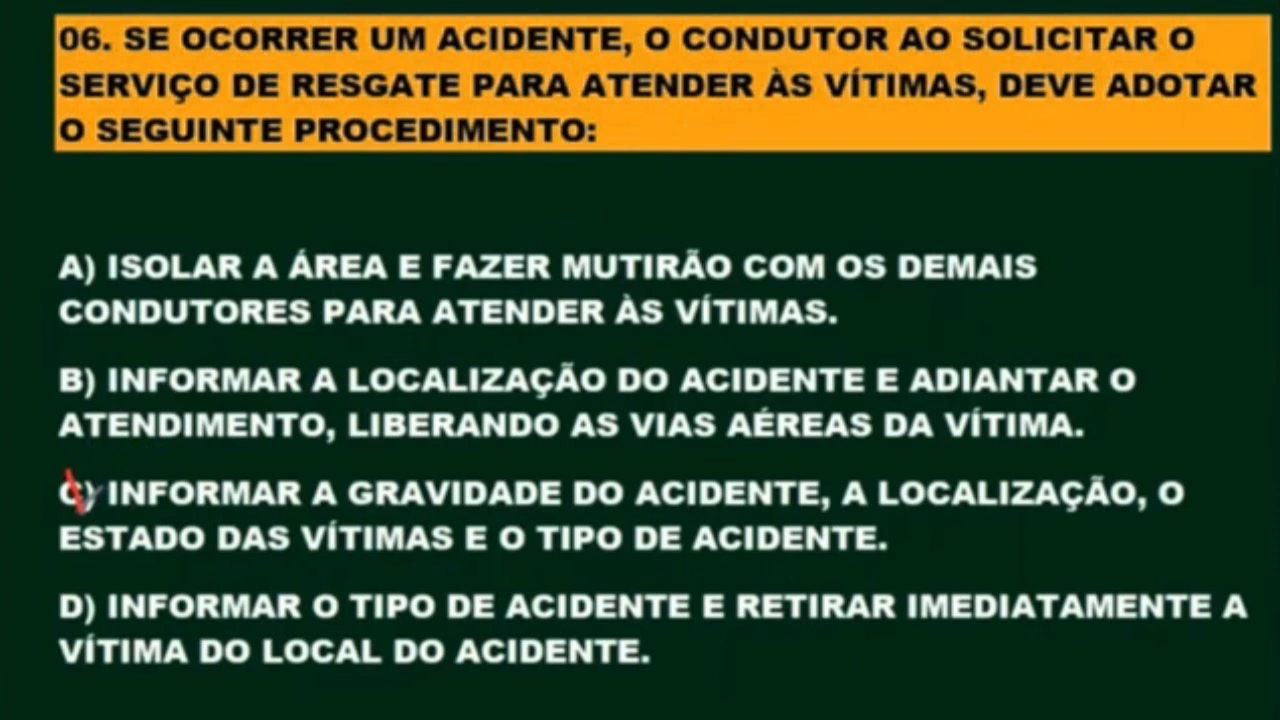 06. SE OCORRER UM ACIDENTE, O CONDUTOR AO SOLICITAR O
SERVIÇO DE RESGATE PARA ATENDER ÀS VÍTIMAS, DEVE ADOTAR
O SEGUINTE PROCEDIMENTO:
A) ISOLAR A ÁREA E FAZER MUTIRÃO COM OS DEMAIS
CONDUTORES PARA ATENDER ÀS VÍTIMAS.
B) INFORMAR A LOCALIZAÇÃO DO ACIDENTE E ADIANTAR O
ATENDIMENTO, LIBERANDO AS VIAS AÉREAS DA VÍTIMA.
C) INFORMAR A GRAVIDADE DO ACIDENTE, A LOCALIZAÇÃO, O
ESTADO DAS VÍTIMAS E O TIPO DE ACIDENTE.
D) INFORMAR O TIPO DE ACIDENTE E RETIRAR IMEDIATAMENTE A
VÍTIMA DO LOCAL DO ACIDENTE.